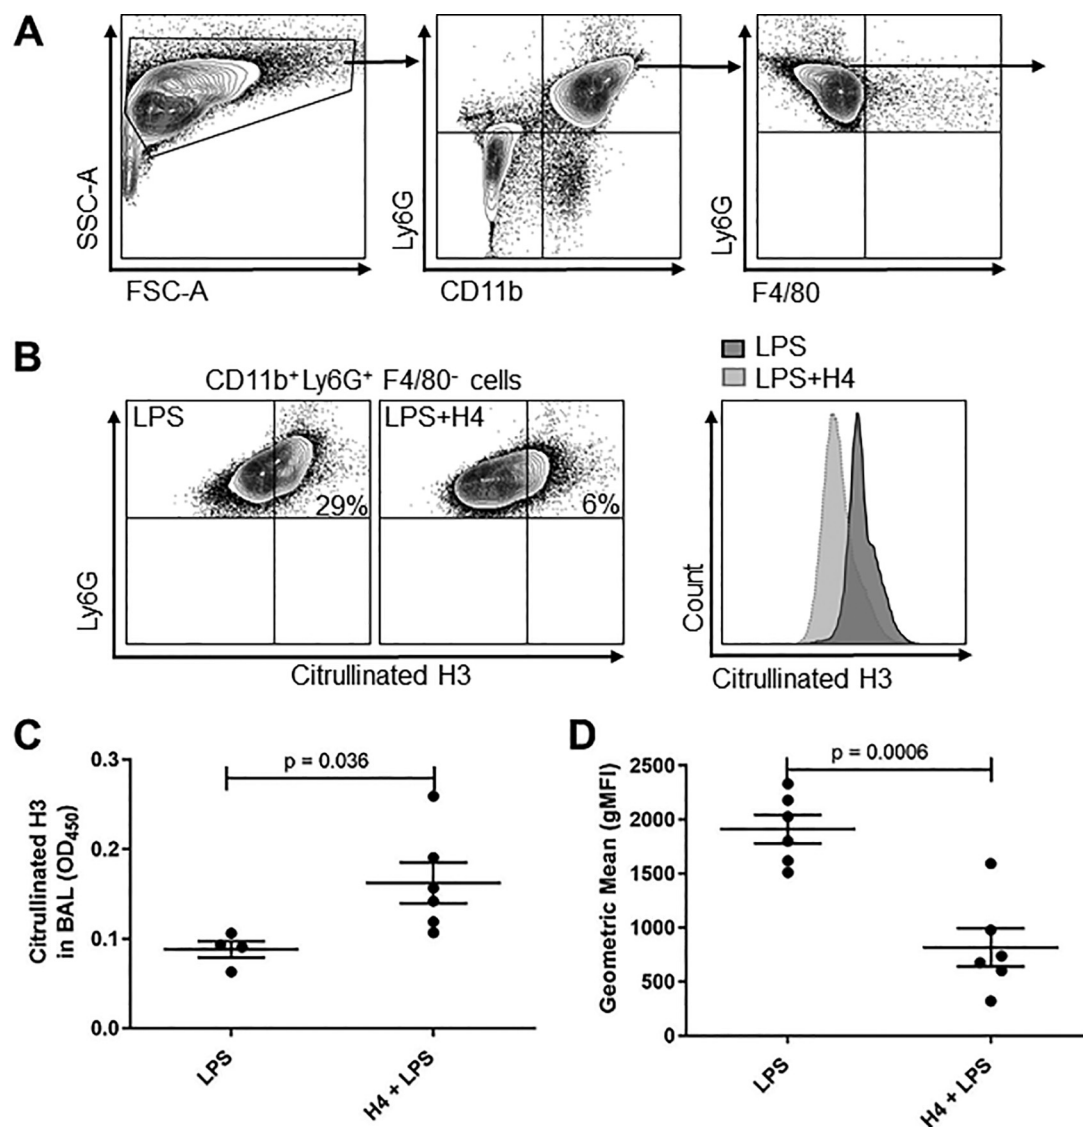 A
SSC-A
FSC-A
Ly6G
CD11b
Ly6G
F4/80
B
CD11b⁺Ly6G⁺ F4/80⁻ cells
LPS
29%
LPS+H4
6%
Ly6G
Citrullinated H3
LPS
LPS+H4
Count
Citrullinated H3
C
Citrullinated H3
in BAL (OD₄₅₀)
0.3
0.2
0.1
0.0
p = 0.036
LPS
H4 + LPS
D
Geometric Mean (gMFI)
2500
2000
1500
1000
500
0
p = 0.0006
LPS
H4 + LPS